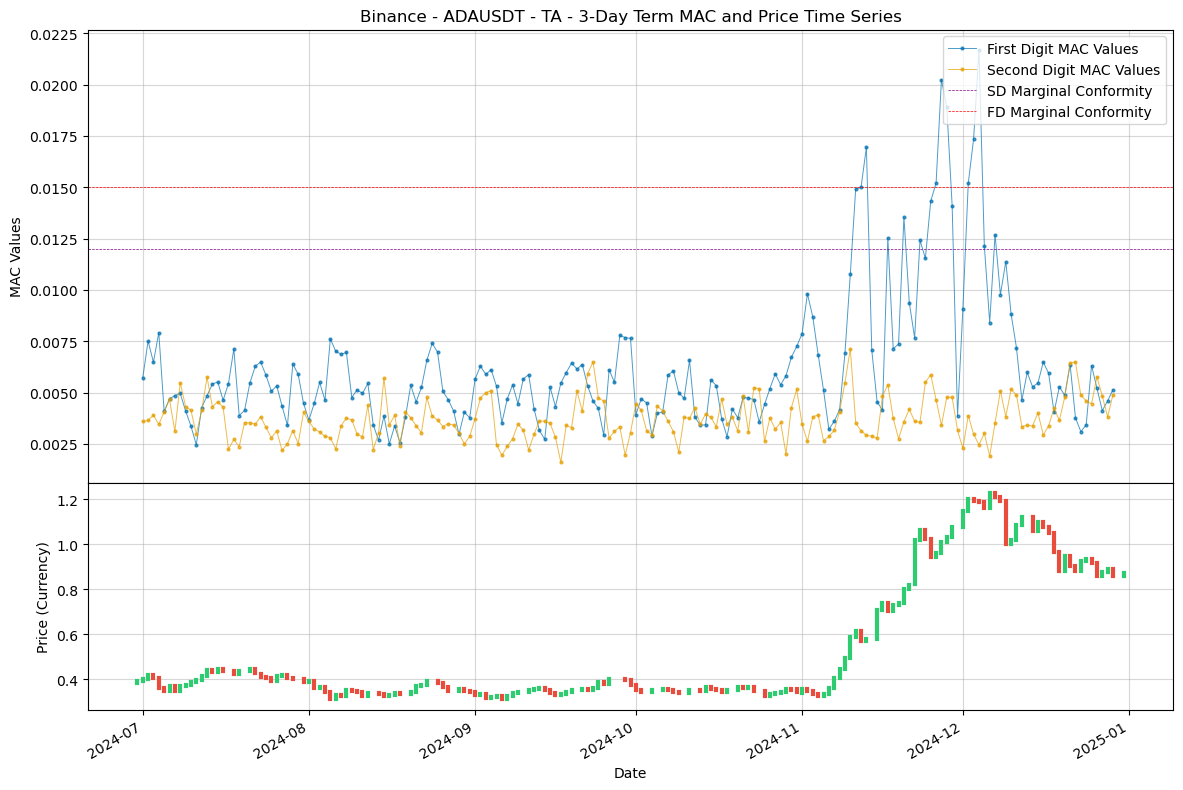 Binance - ADAUSDT - TA - 3-Day Term MAC and Price Time Series
0.0225
0.0200
0.0175
0.0150
0.0125
0.0100
0.0075
0.0050
0.0025
MAC Values
First Digit MAC Values
Second Digit MAC Values
SD Marginal Conformity
FD Marginal Conformity
1.2
1.0
0.8
0.6
0.4
Price (Currency)
2024-07
2024-08
2024-09
2024-10
2024-11
2024-12
2025-01
Date